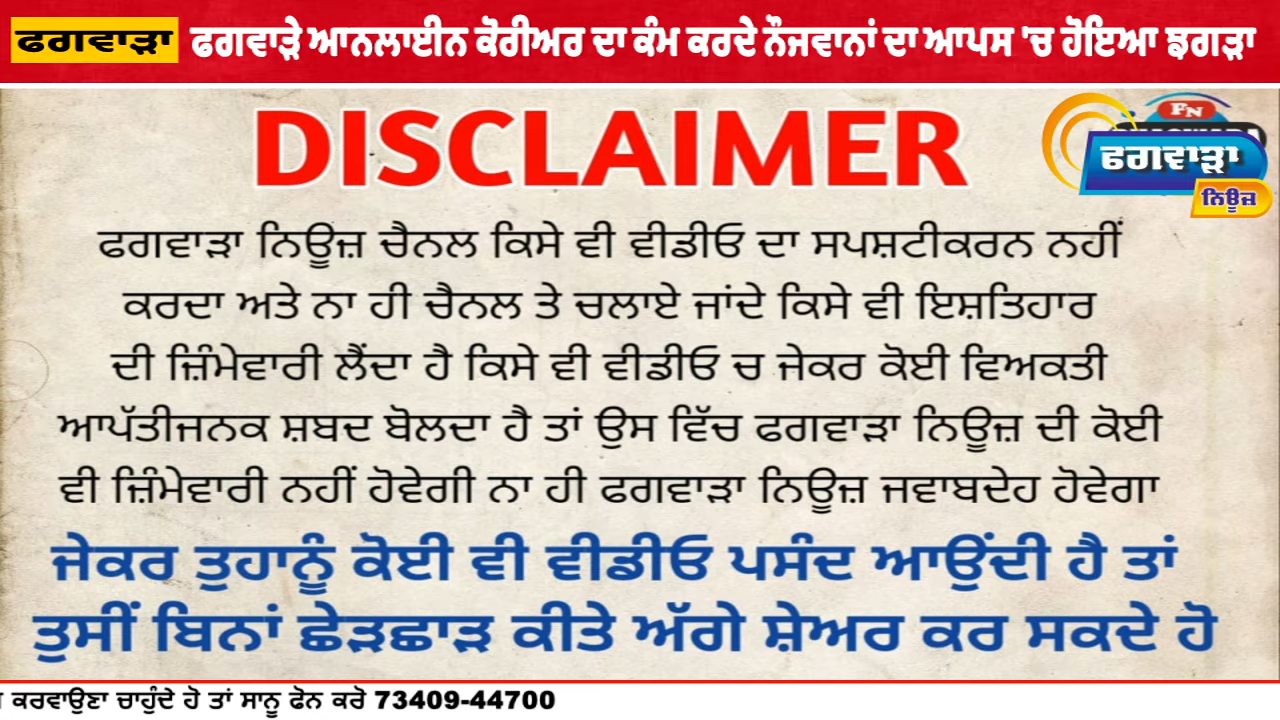 ਫਗਵਾੜਾ ਫਗਵਾੜੇ ਆਨਲਾਈਨ ਕੋਰੀਅਰ ਦਾ ਕੰਮ ਕਰਦੇ ਨੌਜਵਾਨਾਂ ਦਾ ਆਪਸ 'ਚ ਹੋਇਆ ਝਗੜਾ
DISCLAIMER
FN
ਫਗਵਾੜਾ
ਨਿਊਜ਼
ਫਗਵਾੜਾ ਨਿਊਜ਼ ਚੈਨਲ ਕਿਸੇ ਵੀ ਵੀਡੀਓ ਦਾ ਸਪਸ਼ਟੀਕਰਨ ਨਹੀਂ
ਕਰਦਾ ਅਤੇ ਨਾ ਹੀ ਚੈਨਲ ਤੇ ਚਲਾਏ ਜਾਂਦੇ ਕਿਸੇ ਵੀ ਇਸ਼ਤਿਹਾਰ
ਦੀ ਜ਼ਿੰਮੇਵਾਰੀ ਲੈਂਦਾ ਹੈ ਕਿਸੇ ਵੀ ਵੀਡੀਓ ਚ ਜੇਕਰ ਕੋਈ ਵਿਅਕਤੀ
ਆਪੱਤੀਜਨਕ ਸ਼ਬਦ ਬੋਲਦਾ ਹੈ ਤਾਂ ਉਸ ਵਿੱਚ ਫਗਵਾੜਾ ਨਿਊਜ਼ ਦੀ ਕੋਈ
ਵੀ ਜ਼ਿੰਮੇਵਾਰੀ ਨਹੀਂ ਹੋਵੇਗੀ ਨਾ ਹੀ ਫਗਵਾੜਾ ਨਿਊਜ਼ ਜਵਾਬਦੇਹ ਹੋਵੇਗਾ
ਜੇਕਰ ਤੁਹਾਨੂੰ ਕੋਈ ਵੀ ਵੀਡੀਓ ਪਸੰਦ ਆਉਂਦੀ ਹੈ ਤਾਂ
ਤੁਸੀਂ ਬਿਨਾਂ ਛੇੜਛਾੜ ਕੀਤੇ ਅੱਗੇ ਸ਼ੇਅਰ ਕਰ ਸਕਦੇ ਹੋ
ਕਰਵਾਉਣਾ ਚਾਹੁੰਦੇ ਹੋ ਤਾਂ ਸਾਨੂ ਫੋਨ ਕਰੋ 73409-44700